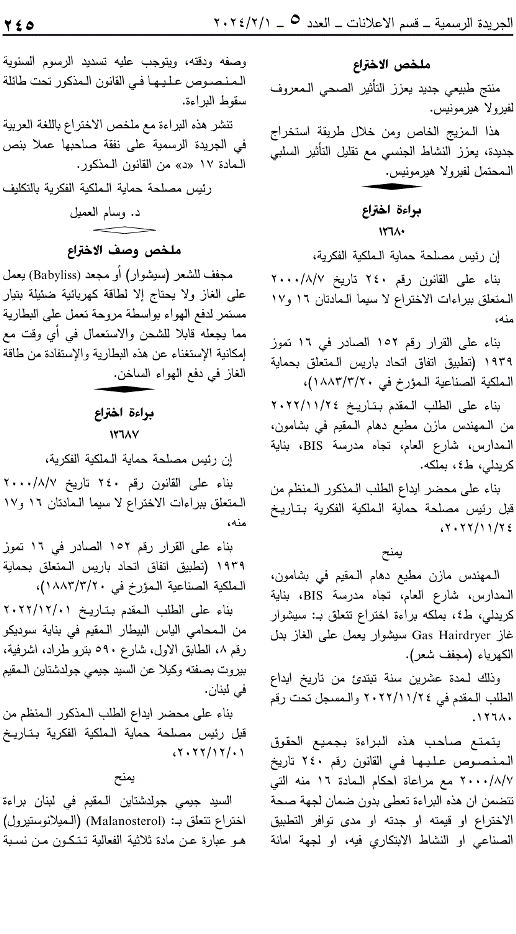 الجريدة الرسمية ـ قسم الاعلانات ـ العدد ٥ ـ ٢٠٢٤/٢/١
٢٤٥
ملخص الاختراع
منتج طبيعي جديد يعزز التأثير الصحي المعروف
لفيرولا هيرمونيس.
هذا المزيج الخاص ومن خلال طريقة استخراج
جديدة، يعزز النشاط الجنسي مع تقليل التأثير السلبي
المحتمل لفيرولا هيرمونيس.
براءة اختراع
١٣٦٨٠
إن رئيس مصلحة حماية الملكية الفكرية،
بناء على القانون رقم ٢٤٠ تاريخ ٢٠٠٠/٨/٧
المتعلق ببراءات الاختراع لا سيما المادتان ١٦ و١٧
منه،
بناء على القرار رقم ١٥٢ الصادر في ١٦ تموز
١٩٣٩ (تطبيق اتفاق اتحاد باريس المتعلق بحماية
الملكية الصناعية المؤرخ في ١٨٨٣/٣/٢٠)،
بناء على الطلب المقدم بتاريخ ٢٠٢٢/١١/٢٤
من المهندس مازن مطيع دهام المقيم في بشامون،
المدارس، شارع العام، تجاه مدرسة BIS، بناية
كريدلي، ط٤، بملكه.
بناء على محضر ايداع الطلب المذكور المنظم من
قبل رئيس مصلحة حماية الملكية الفكرية بتاريخ
٢٠٢٢/١١/٢٤،
يمنح
المهندس مازن مطيع دهام المقيم في بشامون،
المدارس، شارع العام، تجاه مدرسة BIS، بناية
كريدلي، ط٤، بملكه براءة اختراع تتعلق بـ: سيشوار
غاز Gas Hairdryer سيشوار يعمل على الغاز بدل
الكهرباء (مجفف شعر).
وذلك لمدة عشرين سنة تبتدئ من تاريخ ايداع
الطلب المقدم في ٢٠٢٢/١١/٢٤ والمسجل تحت رقم
١٢٦٨٠.
يتمتع صاحب هذه البراءة بجميع الحقوق
المنصوص عليها في القانون رقم ٢٤٠ تاريخ
٢٠٠٠/٨/٧ مع مراعاة احكام المادة ١٦ منه التي
تتضمن ان هذه البراءة تعطى بدون ضمان لجهة صحة
الاختراع او قيمته او جدته او مدى توافر التطبيق
الصناعي او النشاط الابتكاري فيه، او لجهة امانة
وصفه ودقته، ويتوجب عليه تسديد الرسوم السنوية
المنصوص عليها في القانون المذكور تحت طائلة
سقوط البراءة.
تنشر هذه البراءة مع ملخص الاختراع باللغة العربية
في الجريدة الرسمية على نفقة صاحبها عملا بنص
المادة ١٧ «د» من القانون المذكور.
رئيس مصلحة حماية الملكية الفكرية بالتكليف
د. وسام العميل
ملخص وصف الاختراع
مجفف للشعر (سيشوار) أو مجعد (Babyliss) يعمل
على الغاز ولا يحتاج إلا لطاقة كهربائية ضئيلة بتيار
مستمر لدفع الهواء بواسطة مروحة تعمل على البطارية
مما يجعله قابلا للشحن والاستعمال في أي وقت مع
إمكانية الإستغناء عن هذه البطارية والإستفادة من طاقة
الغاز في دفع الهواء الساخن.
براءة اختراع
١٣٦٨٧
إن رئيس مصلحة حماية الملكية الفكرية،
بناء على القانون رقم ٢٤٠ تاريخ ٢٠٠٠/٨/٧
المتعلق ببراءات الاختراع لا سيما المادتان ١٦ و١٧
منه،
بناء على القرار رقم ١٥٢ الصادر في ١٦ تموز
١٩٣٩ (تطبيق اتفاق اتحاد باريس المتعلق بحماية
الملكية الصناعية المؤرخ في ١٨٨٣/٣/٢٠)،
بناء على الطلب المقدم بتاريخ ٢٠٢٢/١٢/٠١
من المحامي الياس البيطار المقيم في بناية سوديكو
رقم ٨، الطابق الاول، شارع ٥٩٠ بترو طراد، اشرفية،
بيروت بصفته وكيلا عن السيد جيمي جولدشتاين المقيم
في لبنان.
بناء على محضر ايداع الطلب المذكور المنظم من
قبل رئيس مصلحة حماية الملكية الفكرية بتاريخ
٢٠٢٢/١٢/٠١،
يمنح
السيد جيمي جولدشتاين المقيم في لبنان براءة
اختراع تتعلق بـ: (Malanosterol) (الميلانوستيرول)
هو عبارة عن مادة ثلاثية الفعالية تتكون من نسبة